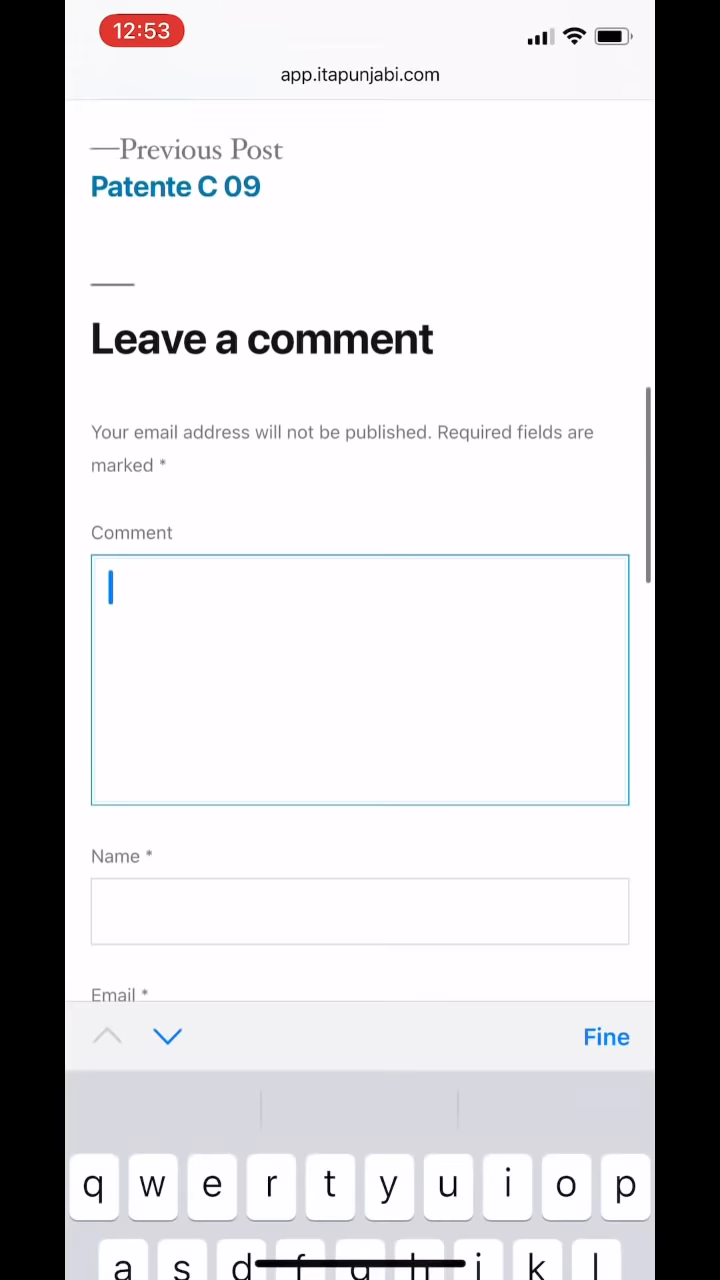 12:53
app.itapunjabi.com
—Previous Post
Patente C 09
Leave a comment
Your email address will not be published. Required fields are
marked *
Comment
Name *
Email *
Fine
q w e r t y u i o p
a s d f g h j k l